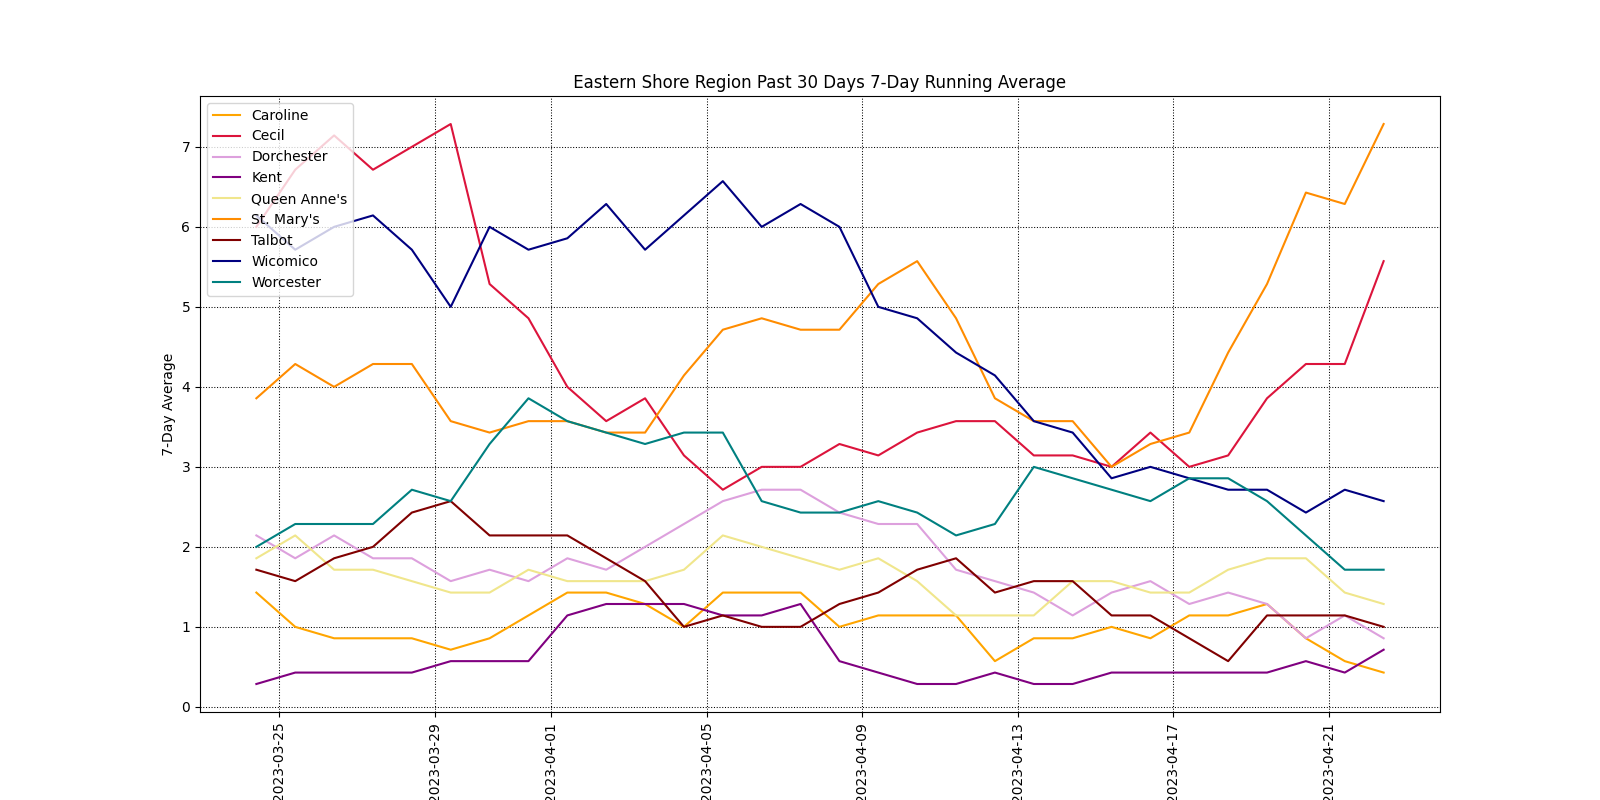 Eastern Shore Region Past 30 Days 7-Day Running Average
Caroline
Cecil
Dorchester
Kent
Queen Anne's
St. Mary's
Talbot
Wicomico
Worcester
7-Day Average
7
6
5
4
3
2
1
0
2023-03-25
2023-03-29
2023-04-01
2023-04-05
2023-04-09
2023-04-13
2023-04-17
2023-04-21